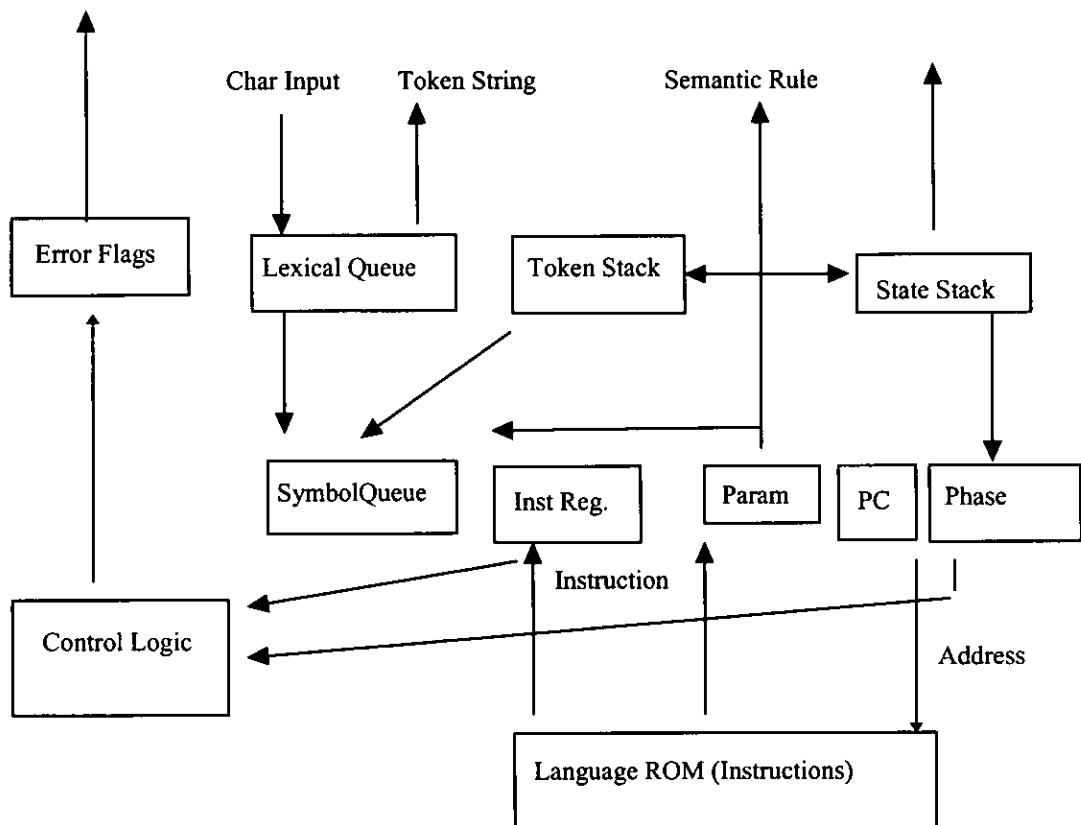 Char Input
Token String
Semantic Rule
Error Flags
Lexical Queue
Token Stack
State Stack
SymbolQueue
Inst Reg.
Param
PC
Phase
Instruction
Control Logic
Address
Language ROM (Instructions)